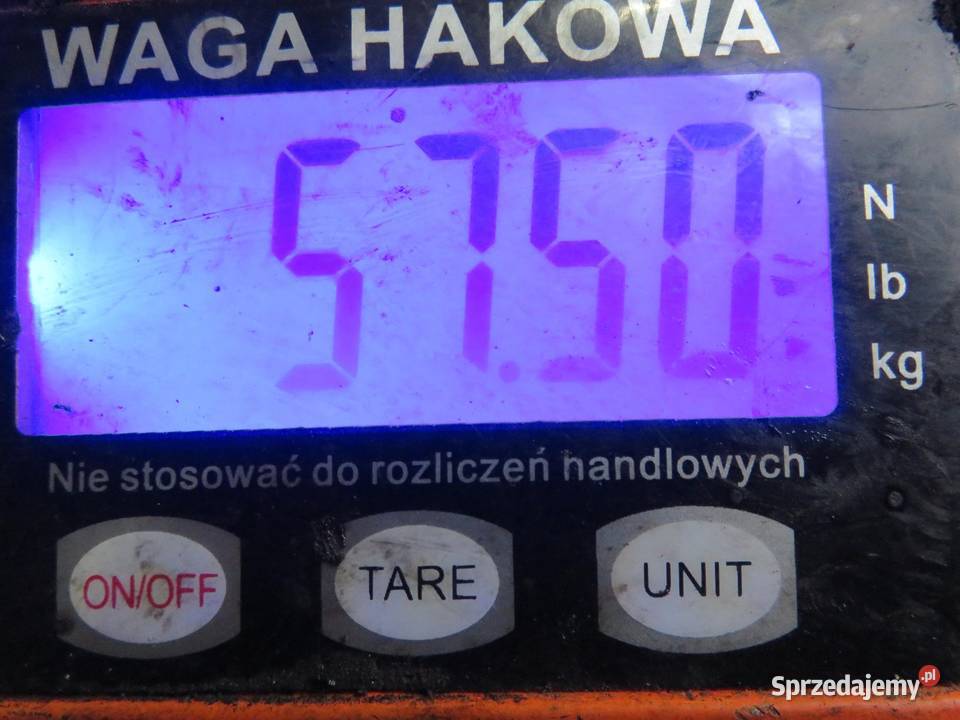 WAGA HAKOWA
57.50
N
lb
kg
Nie stosować do rozliczeń handlowych
ON/OFF TARE UNIT
Sprzedajemy.pl